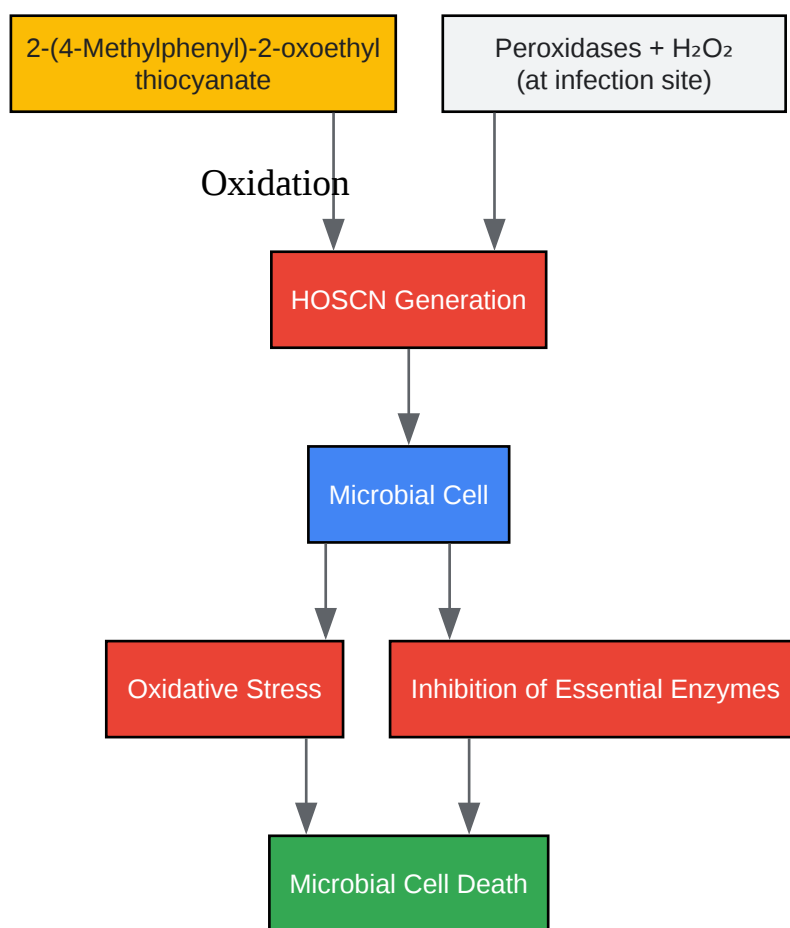 2-(4-Methylphenyl)-2-oxoethyl
thiocyanate
Peroxidases + H₂O₂
(at infection site)
Oxidation
HOSCN Generation
Microbial Cell
Oxidative Stress
Inhibition of Essential Enzymes
Microbial Cell Death